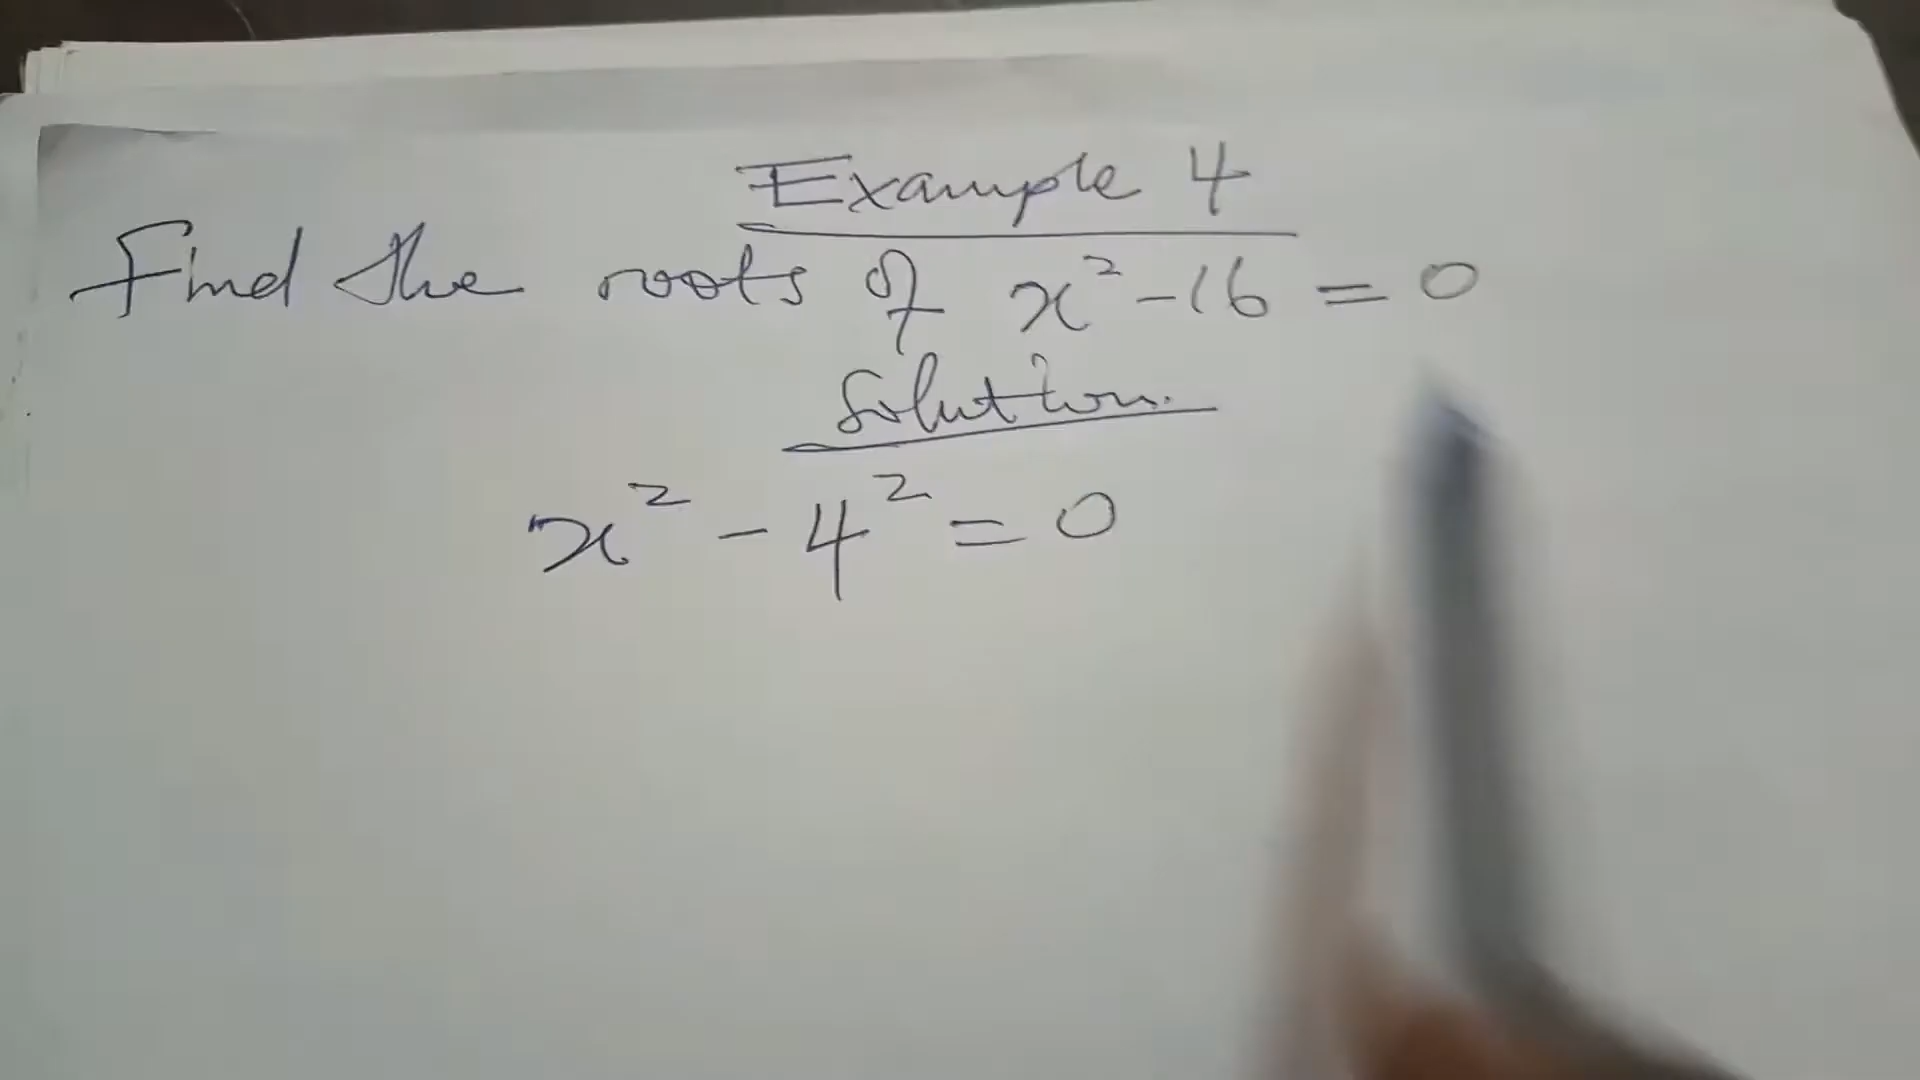 Example 4
Find the roots of x² - 16 = 0
Solution.
x² - 4² = 0